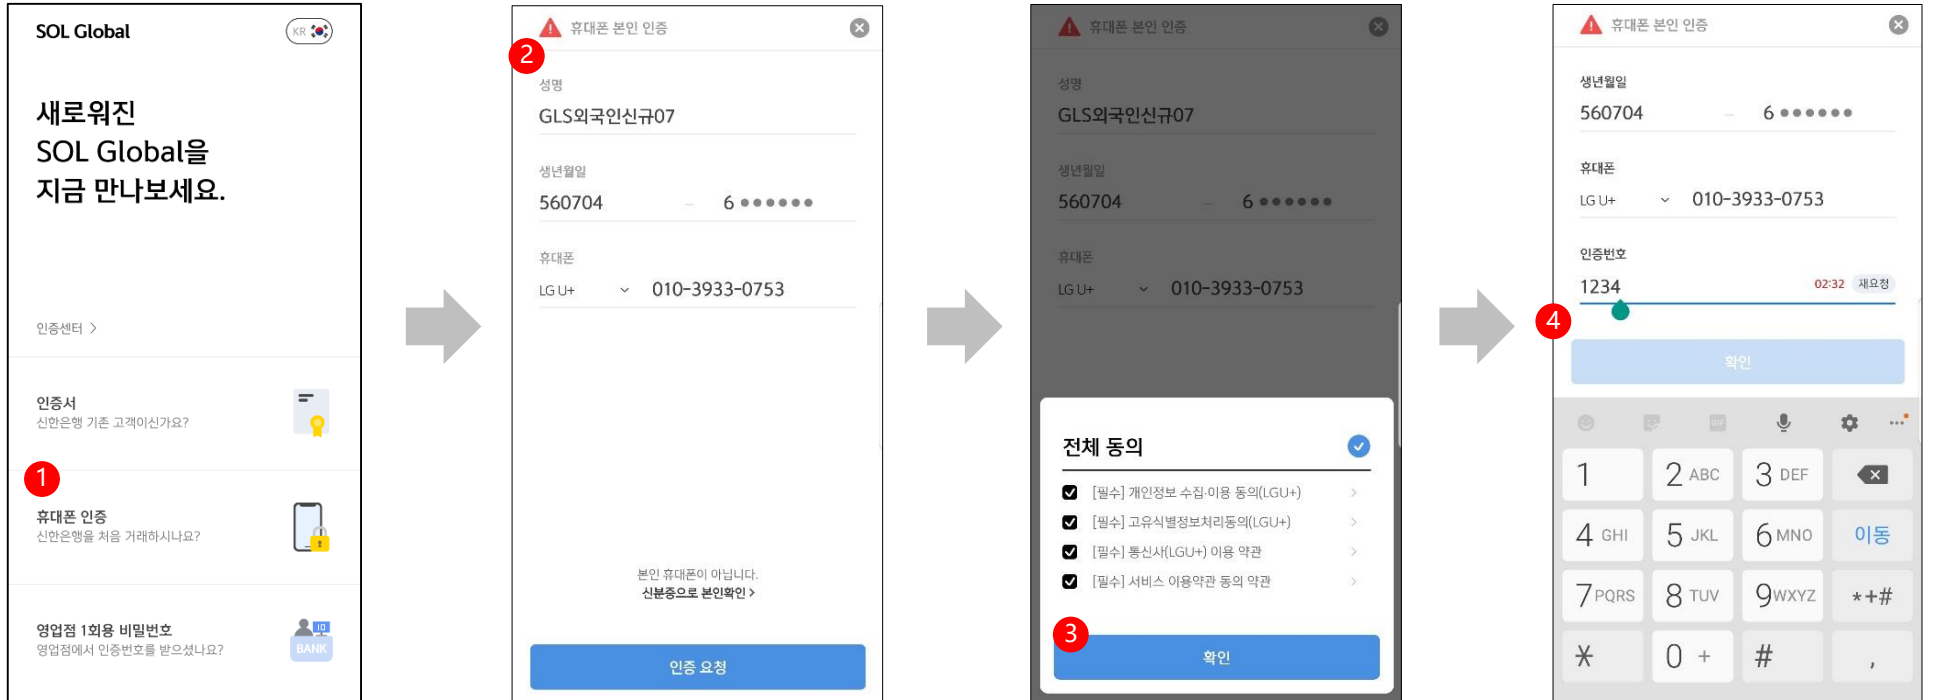 SOL Global
KR
새로워진
SOL Global을
지금 만나보세요.
인증센터 >
인증서
신한은행 기존 고객이신가요?
1
휴대폰 인증
신한은행을 처음 거래하시나요?
영업점 1회용 비밀번호
영업점에서 인증번호를 받으셨나요?
BANK
휴대폰 본인 인증
2
성명
GLS외국인신규07
생년월일
560704 – 6●●●●●●
휴대폰
LG U+ 010-3933-0753
본인 휴대폰이 아닙니다.
신분증으로 본인확인 >
인증 요청
휴대폰 본인 인증
성명
GLS외국인신규07
생년월일
560704 – 6●●●●●●
휴대폰
LG U+ 010-3933-0753
전체 동의
[필수] 개인정보 수집·이용 동의(LGU+) >
[필수] 고유식별정보처리동의(LGU+) >
[필수] 통신사(LGU+) 이용 약관 >
[필수] 서비스 이용약관 동의 약관 >
3
확인
휴대폰 본인 인증
생년월일
560704 – 6●●●●●●
휴대폰
LG U+ 010-3933-0753
인증번호
1234 02:32 재요청
4
확인
1 2 ABC 3 DEF
4 GHI 5 JKL 6 MNO 이동
7 PQRS 8 TUV 9 WXYZ *+#
* 0 + # ,